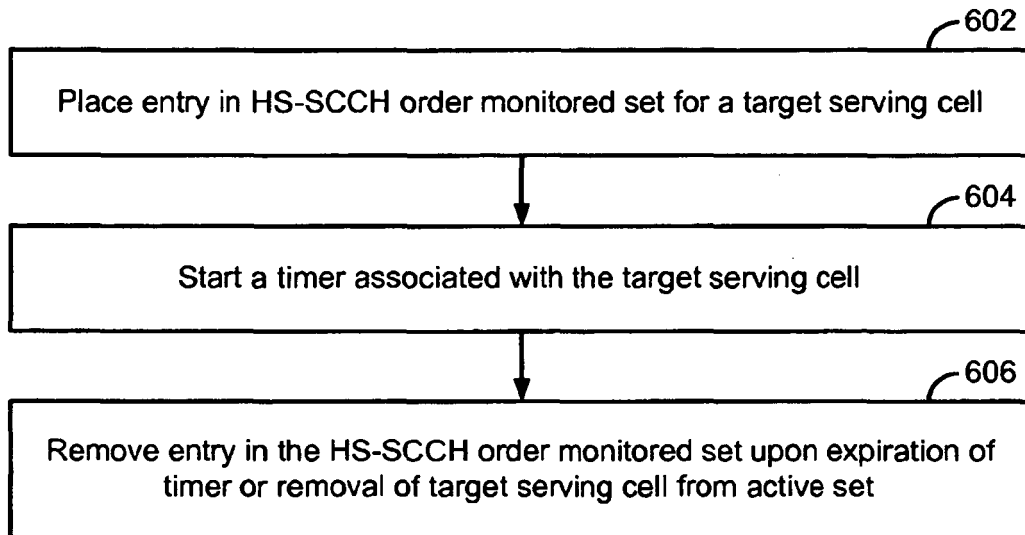 602
Place entry in HS-SCCH order monitored set for a target serving cell
604
Start a timer associated with the target serving cell
606
Remove entry in the HS-SCCH order monitored set upon expiration of
timer or removal of target serving cell from active set